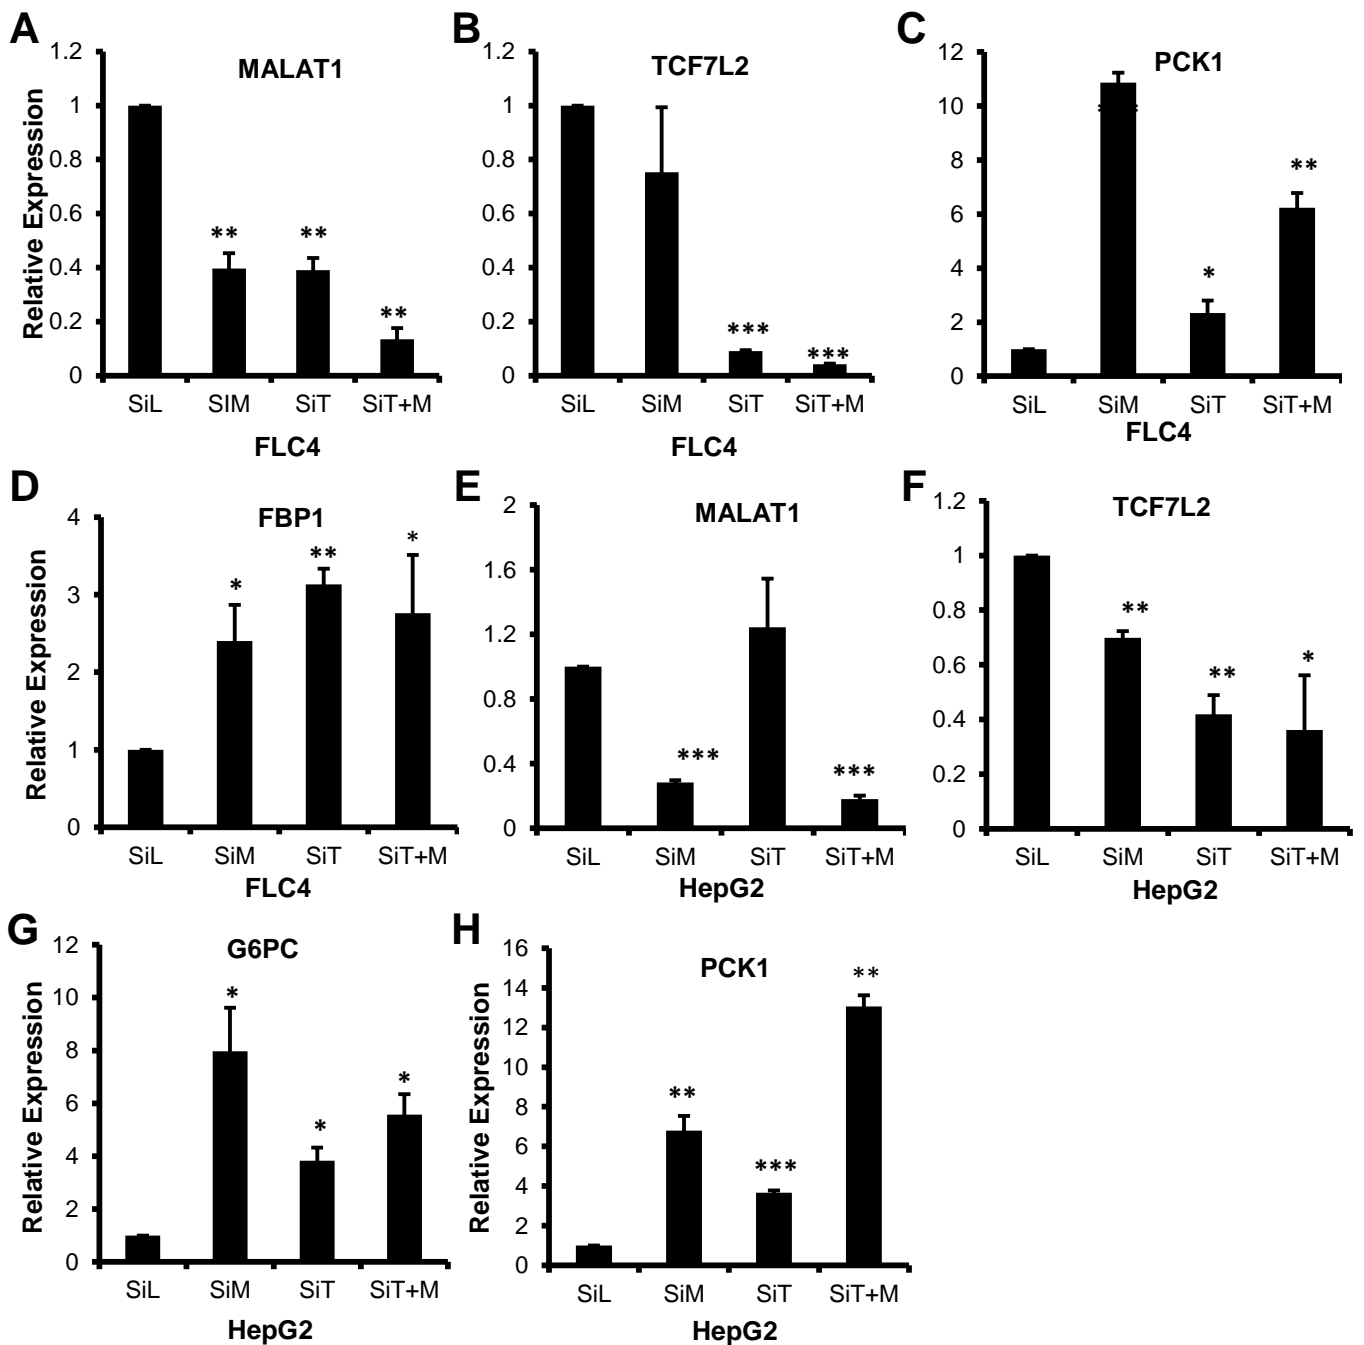 A
MALAT1
Relative Expression
1.2
1
0.8
0.6
0.4
0.2
0
**
**
**
SiL SIM SiT SiT+M
FLC4
B
TCF7L2
1.2
1
0.8
0.6
0.4
0.2
0
***
***
SiL SiM SiT SiT+M
FLC4
C
PCK1
12
10
8
6
4
2
0
*
**
SiL SiM SiT SiT+M
FLC4
D
FBP1
Relative Expression
4
3
2
1
0
*
**
*
SiL SiM SiT SiT+M
FLC4
E
MALAT1
2
1.6
1.2
0.8
0.4
0
***
***
SiL SiM SiT SiT+M
HepG2
F
TCF7L2
1.2
1
0.8
0.6
0.4
0.2
0
**
**
*
SiL SiM SiT SiT+M
HepG2
G
G6PC
Relative Expression
12
10
8
6
4
2
0
*
*
*
SiL SiM SiT SiT+M
HepG2
H
PCK1
Relative Expression
16
14
12
10
8
6
4
2
0
**
***
**
SiL SiM SiT SiT+M
HepG2